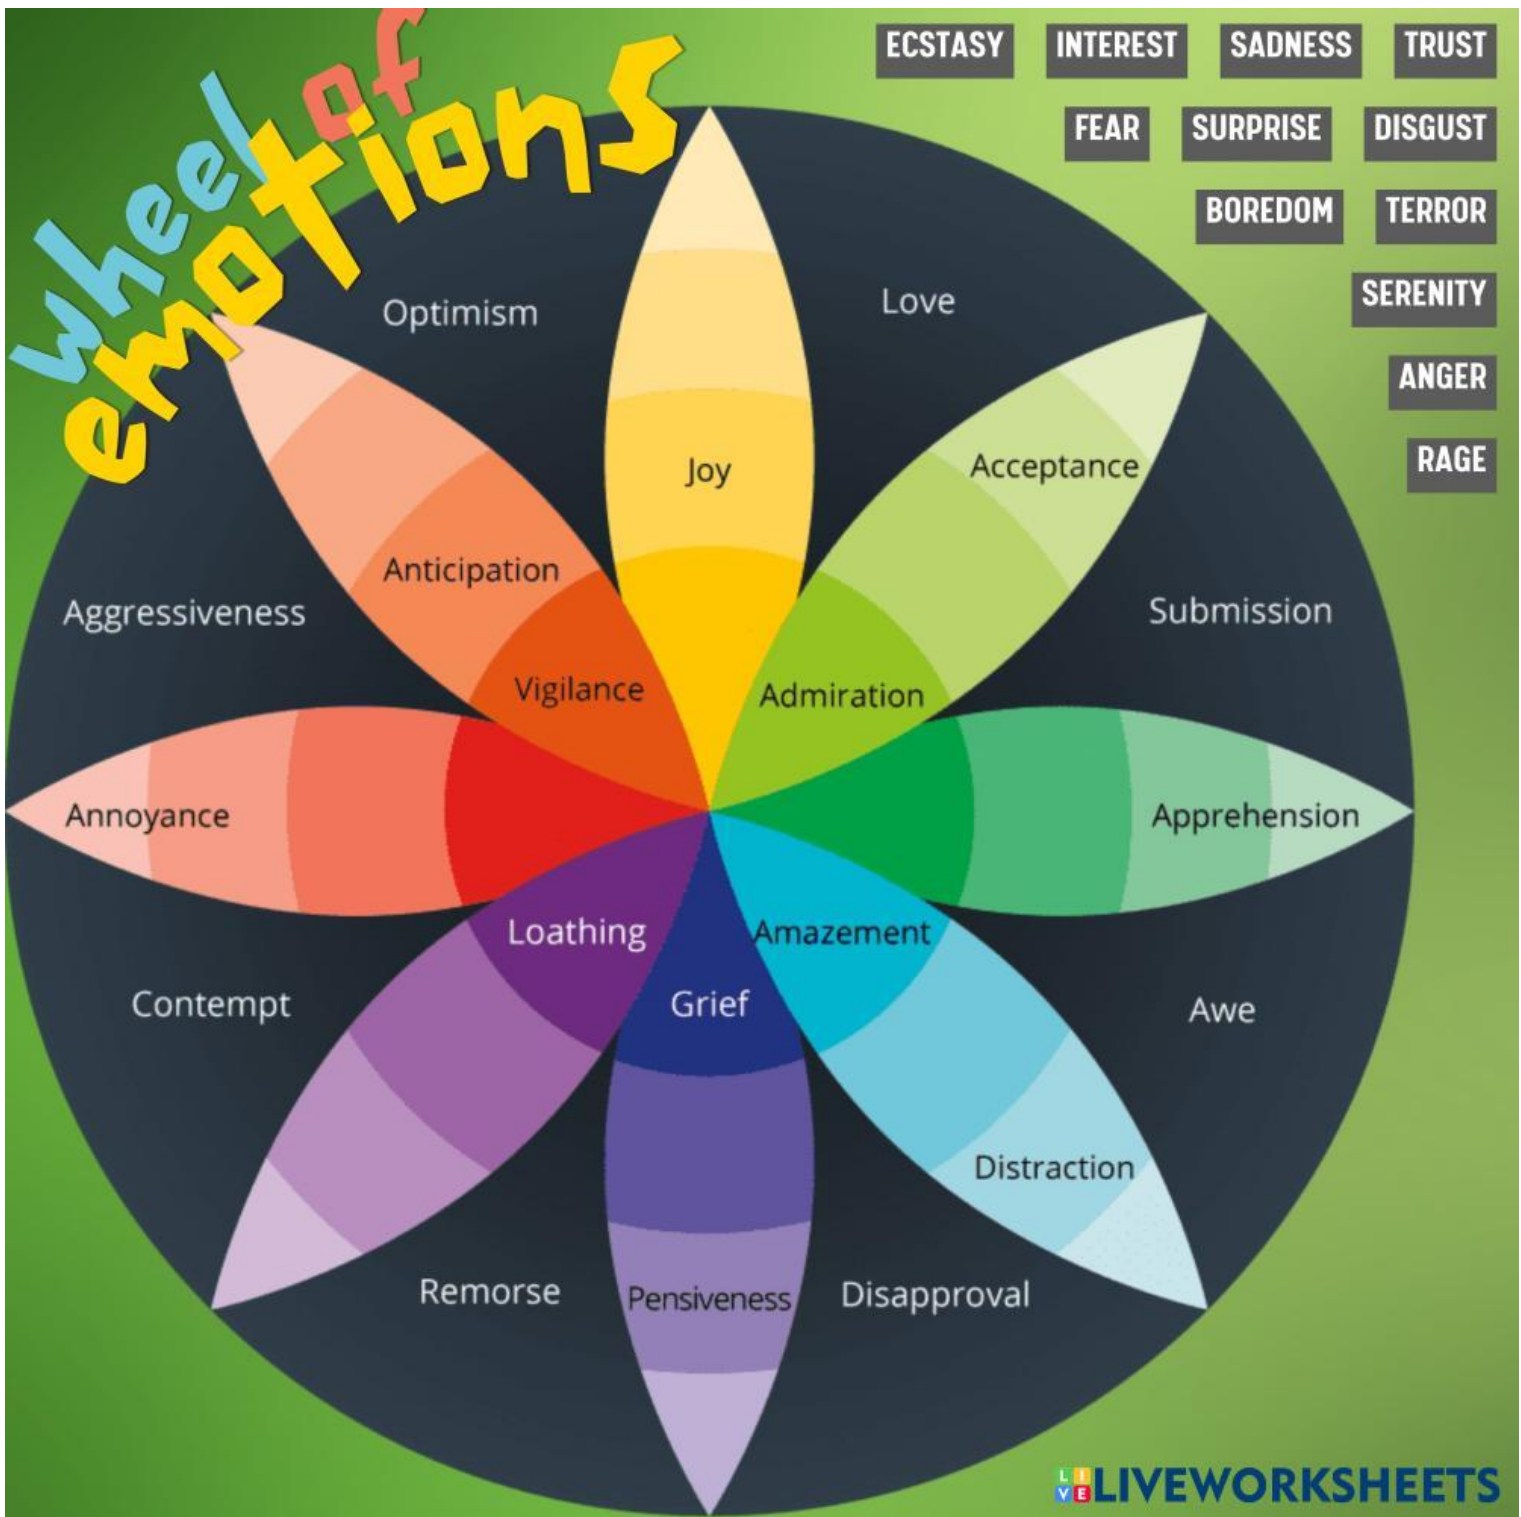 wheel of
emotions
ECSTASY INTEREST SADNESS TRUST
FEAR SURPRISE DISGUST
BOREDOM TERROR
SERENITY
ANGER
RAGE
Optimism
Love
Joy
Acceptance
Anticipation
Aggressiveness
Submission
Vigilance
Admiration
Annoyance
Apprehension
Loathing
Amazement
Grief
Contempt
Awe
Distraction
Remorse
Pensiveness
Disapproval
LIVE LIVEWORKSHEETS